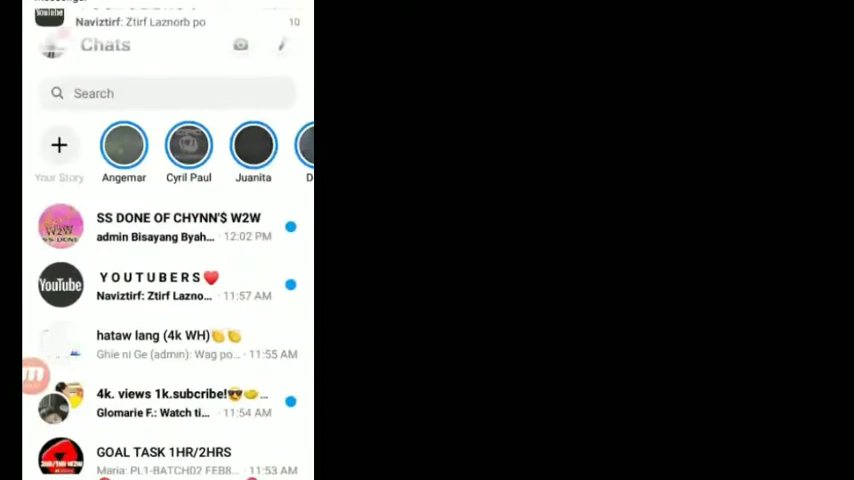 Naviztirf: Ztirf Laznorb po 10
Chats
Search
Your Story
Angemar
Cyril Paul
Juanita
SS DONE OF CHYNN'$ W2W
admin Bisayang Byah... · 12:02 PM
YouTube
Y O U T U B E R S ❤️
Naviztirf: Ztirf Lazno... · 11:57 AM
hataw lang (4k WH)👏👏
Ghie ni Ge (admin): Wag po... · 11:55 AM
4k. views 1k.subcribe!😎🤝...
Glomarie F.: Watch ti... · 11:54 AM
GOAL TASK 1HR/2HRS
Maria: PL1-BATCH02 FEB8... · 11:53 AM